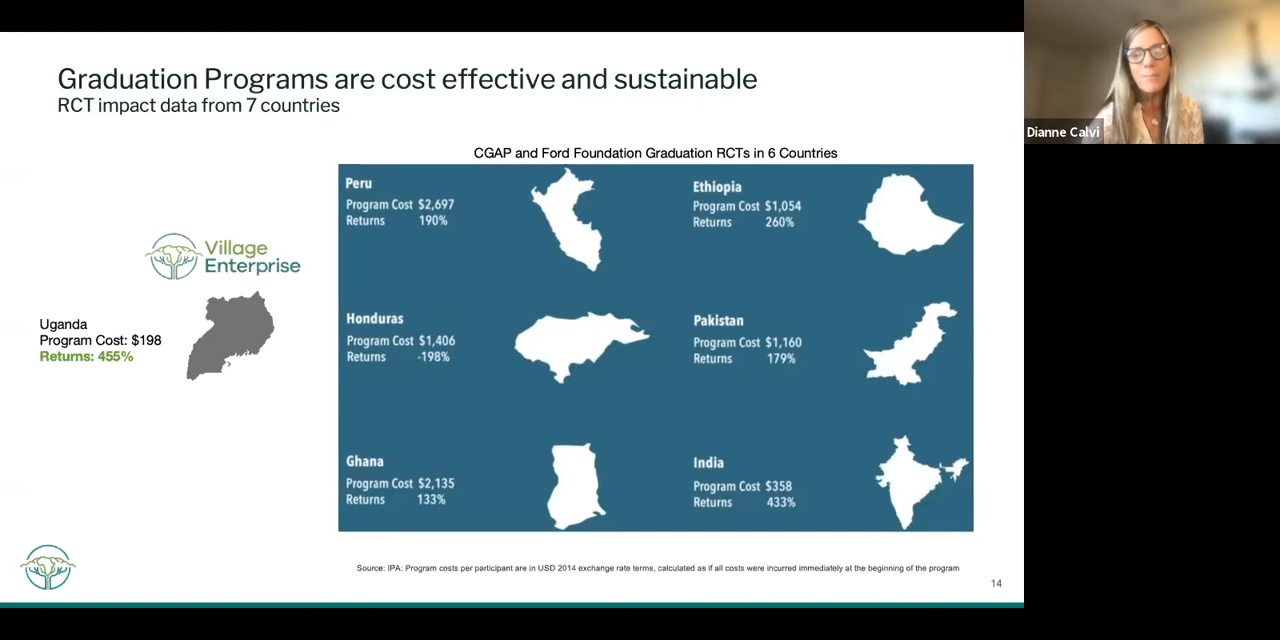 Graduation Programs are cost effective and sustainable
RCT impact data from 7 countries
Dianne Calvi
CGAP and Ford Foundation Graduation RCTs in 6 Countries
Village
Enterprise
Uganda
Program Cost: $198
Returns: 455%
Peru
Program Cost $2,697
Returns 190%
Ethiopia
Program Cost $1,054
Returns 260%
Honduras
Program Cost $1,406
Returns -198%
Pakistan
Program Cost $1,160
Returns 179%
Ghana
Program Cost $2,135
Returns 133%
India
Program Cost $358
Returns 433%
Source: IPA: Program costs per participant are in USD 2014 exchange rate terms, calculated as if all costs were incurred immediately at the beginning of the program
14